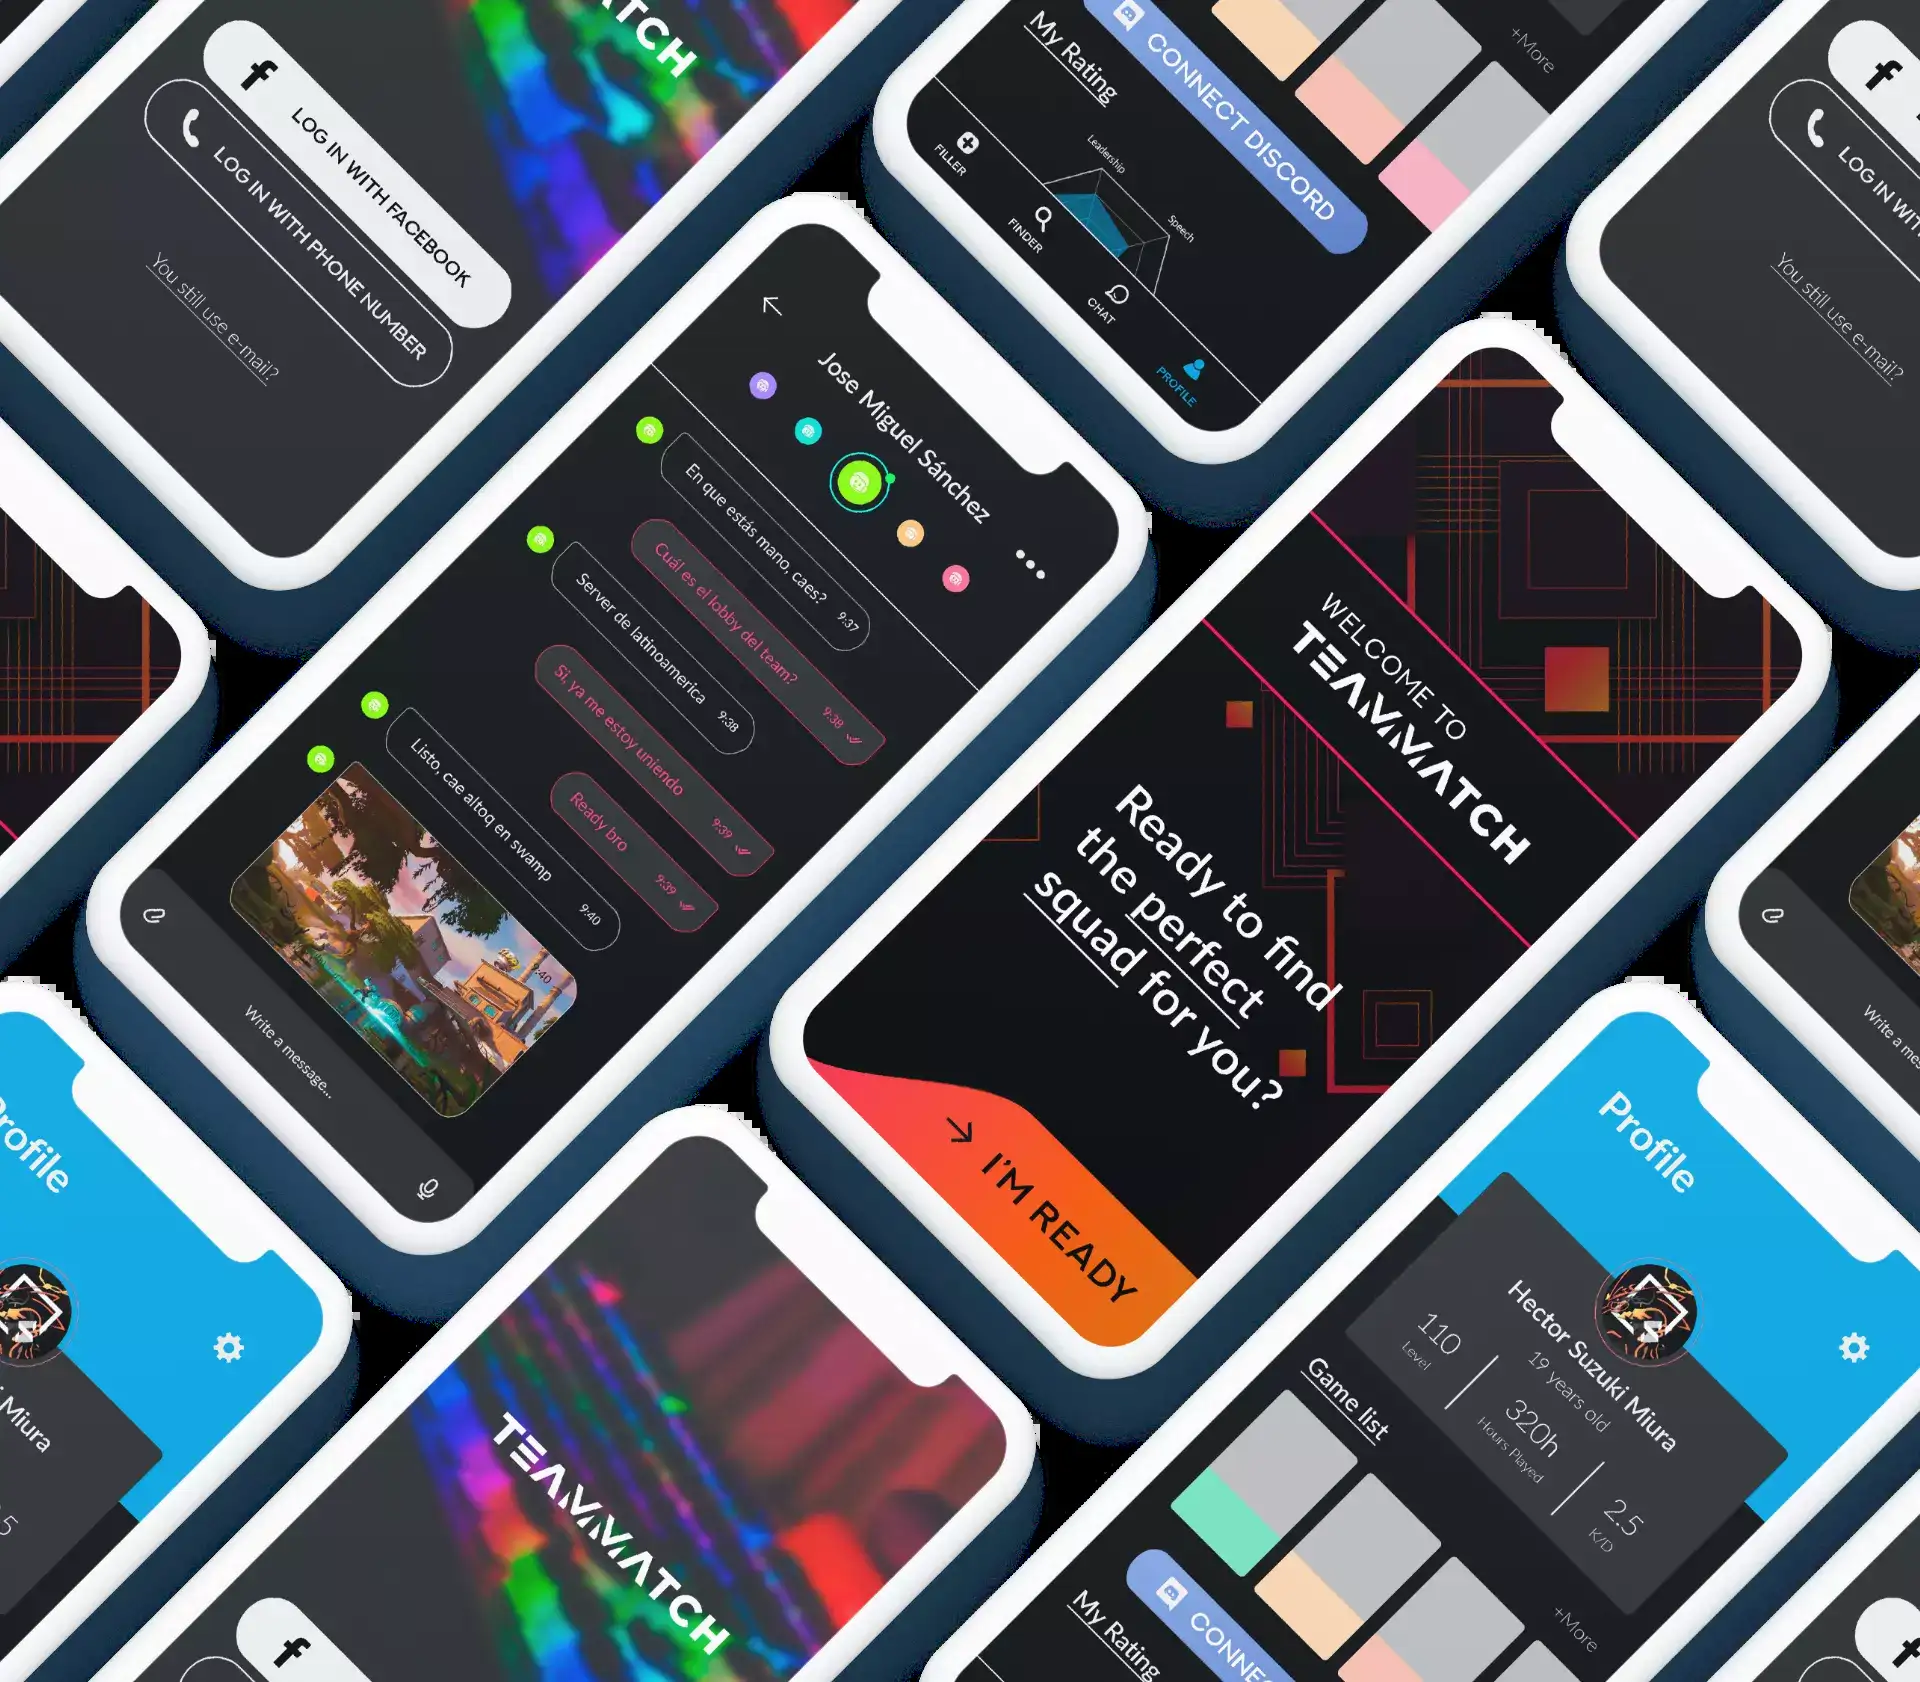 ATCH
LOG IN WITH FACEBOOK
LOG IN WITH PHONE NUMBER
You still use e-mail?
+More
CONNECT DISCORD
My Rating
Leadership
Speech
FILLER
FINDER
CHAT
PROFILE
LOG IN WIT
You still use e-mail?
Jose Miguel Sánchez
En que estás mano, caes?
9:37
Cuál es el lobby del team?
9:38
Server de latinoamerica
9:38
Si, ya me estoy uniendo
9:39
Ready bro
9:39
Listo, cae altoq en swamp
9:40
9:40
Write a message...
WELCOME TO
TEAMMATCH
Ready to find
the perfect
squad for you?
I'M READY
Write a mes
rofile
Miura
.5
TEAMMATCH
Profile
Hector Suzuki Miura
19 years old
110
Level
320h
Hours Played
2.5
K/D
Game list
+More
CONNE
My Rating